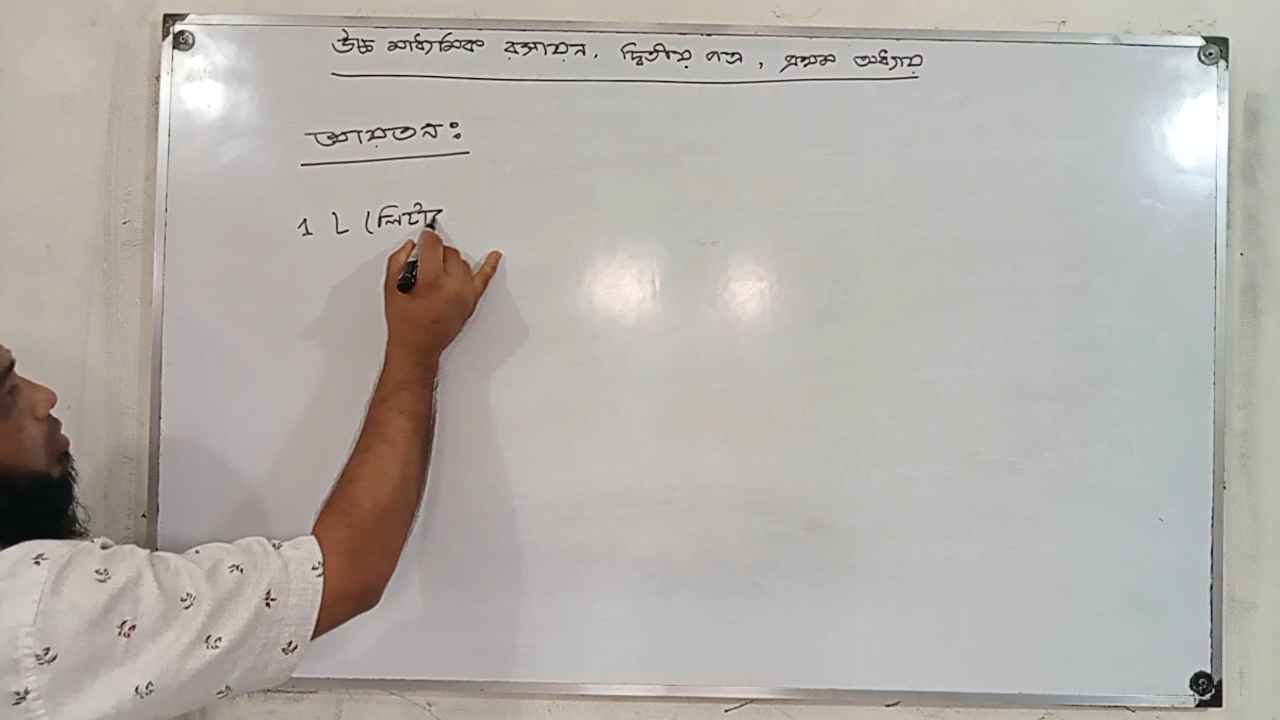 উচ্চ মাধ্যমিক রসায়ন, দ্বিতীয় পত্র, প্রথম অধ্যায়
আয়তন:
1 L (লিটার